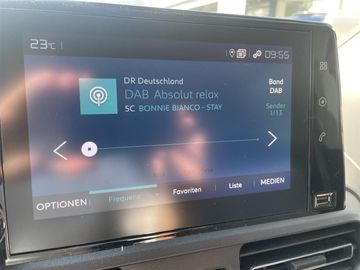 23°C
09:55
DR Deutschland
DAB Absolut relax
5C BONNIE BIANCO - STAY
Band
DAB
Sender
1/13
OPTIONEN
Frequenz
Favoriten
Liste
MEDIEN